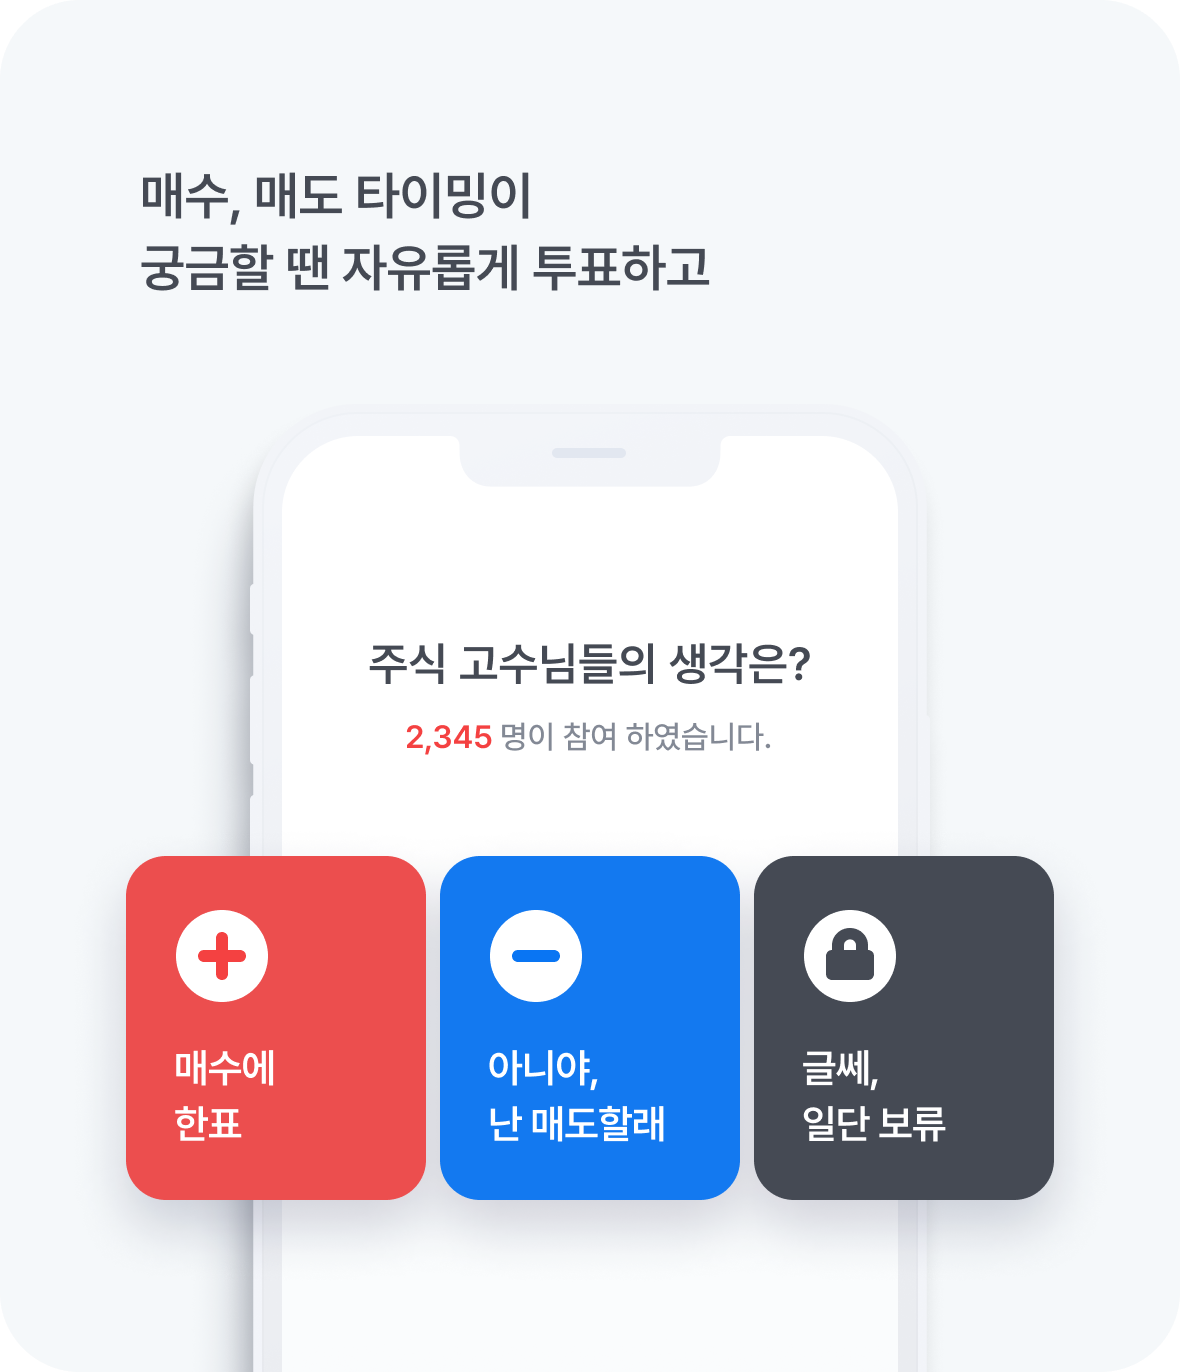 매수, 매도 타이밍이
궁금할 땐 자유롭게 투표하고
주식 고수님들의 생각은?
2,345 명이 참여 하였습니다.
매수에
한표
아니야,
난 매도할래
글쎄,
일단 보류